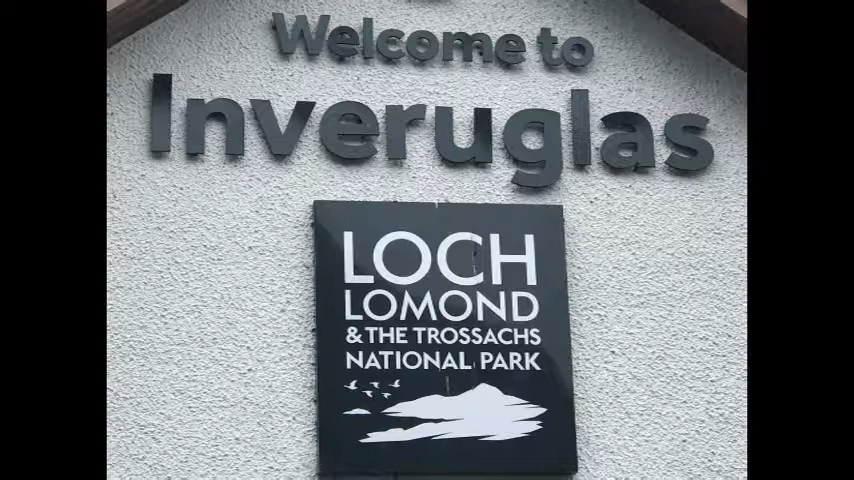 Welcome to
Inveruglas
LOCH
LOMOND
& THE TROSSACHS
NATIONAL PARK